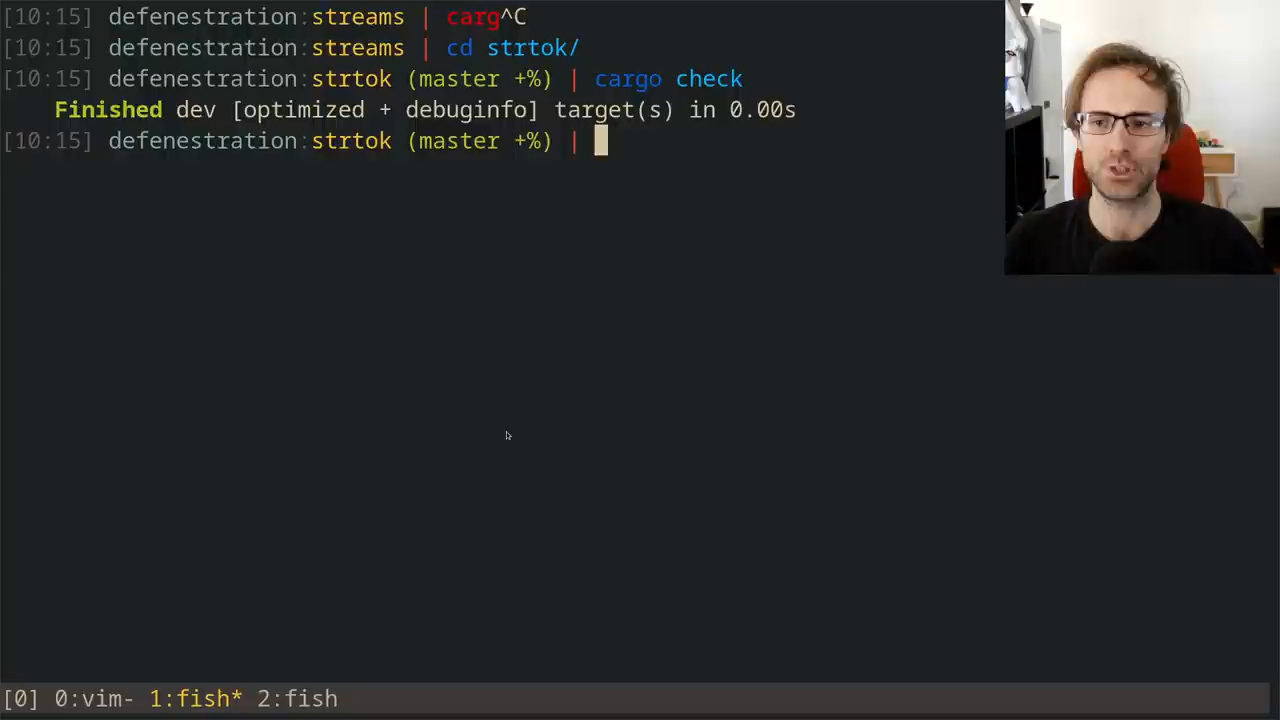 [10:15] defenestration:streams | carg^C
[10:15] defenestration:streams | cd strtok/
[10:15] defenestration:strtok (master +%) | cargo check
    Finished dev [optimized + debuginfo] target(s) in 0.00s
[10:15] defenestration:strtok (master +%) |
[0] 0:vim- 1:fish* 2:fish